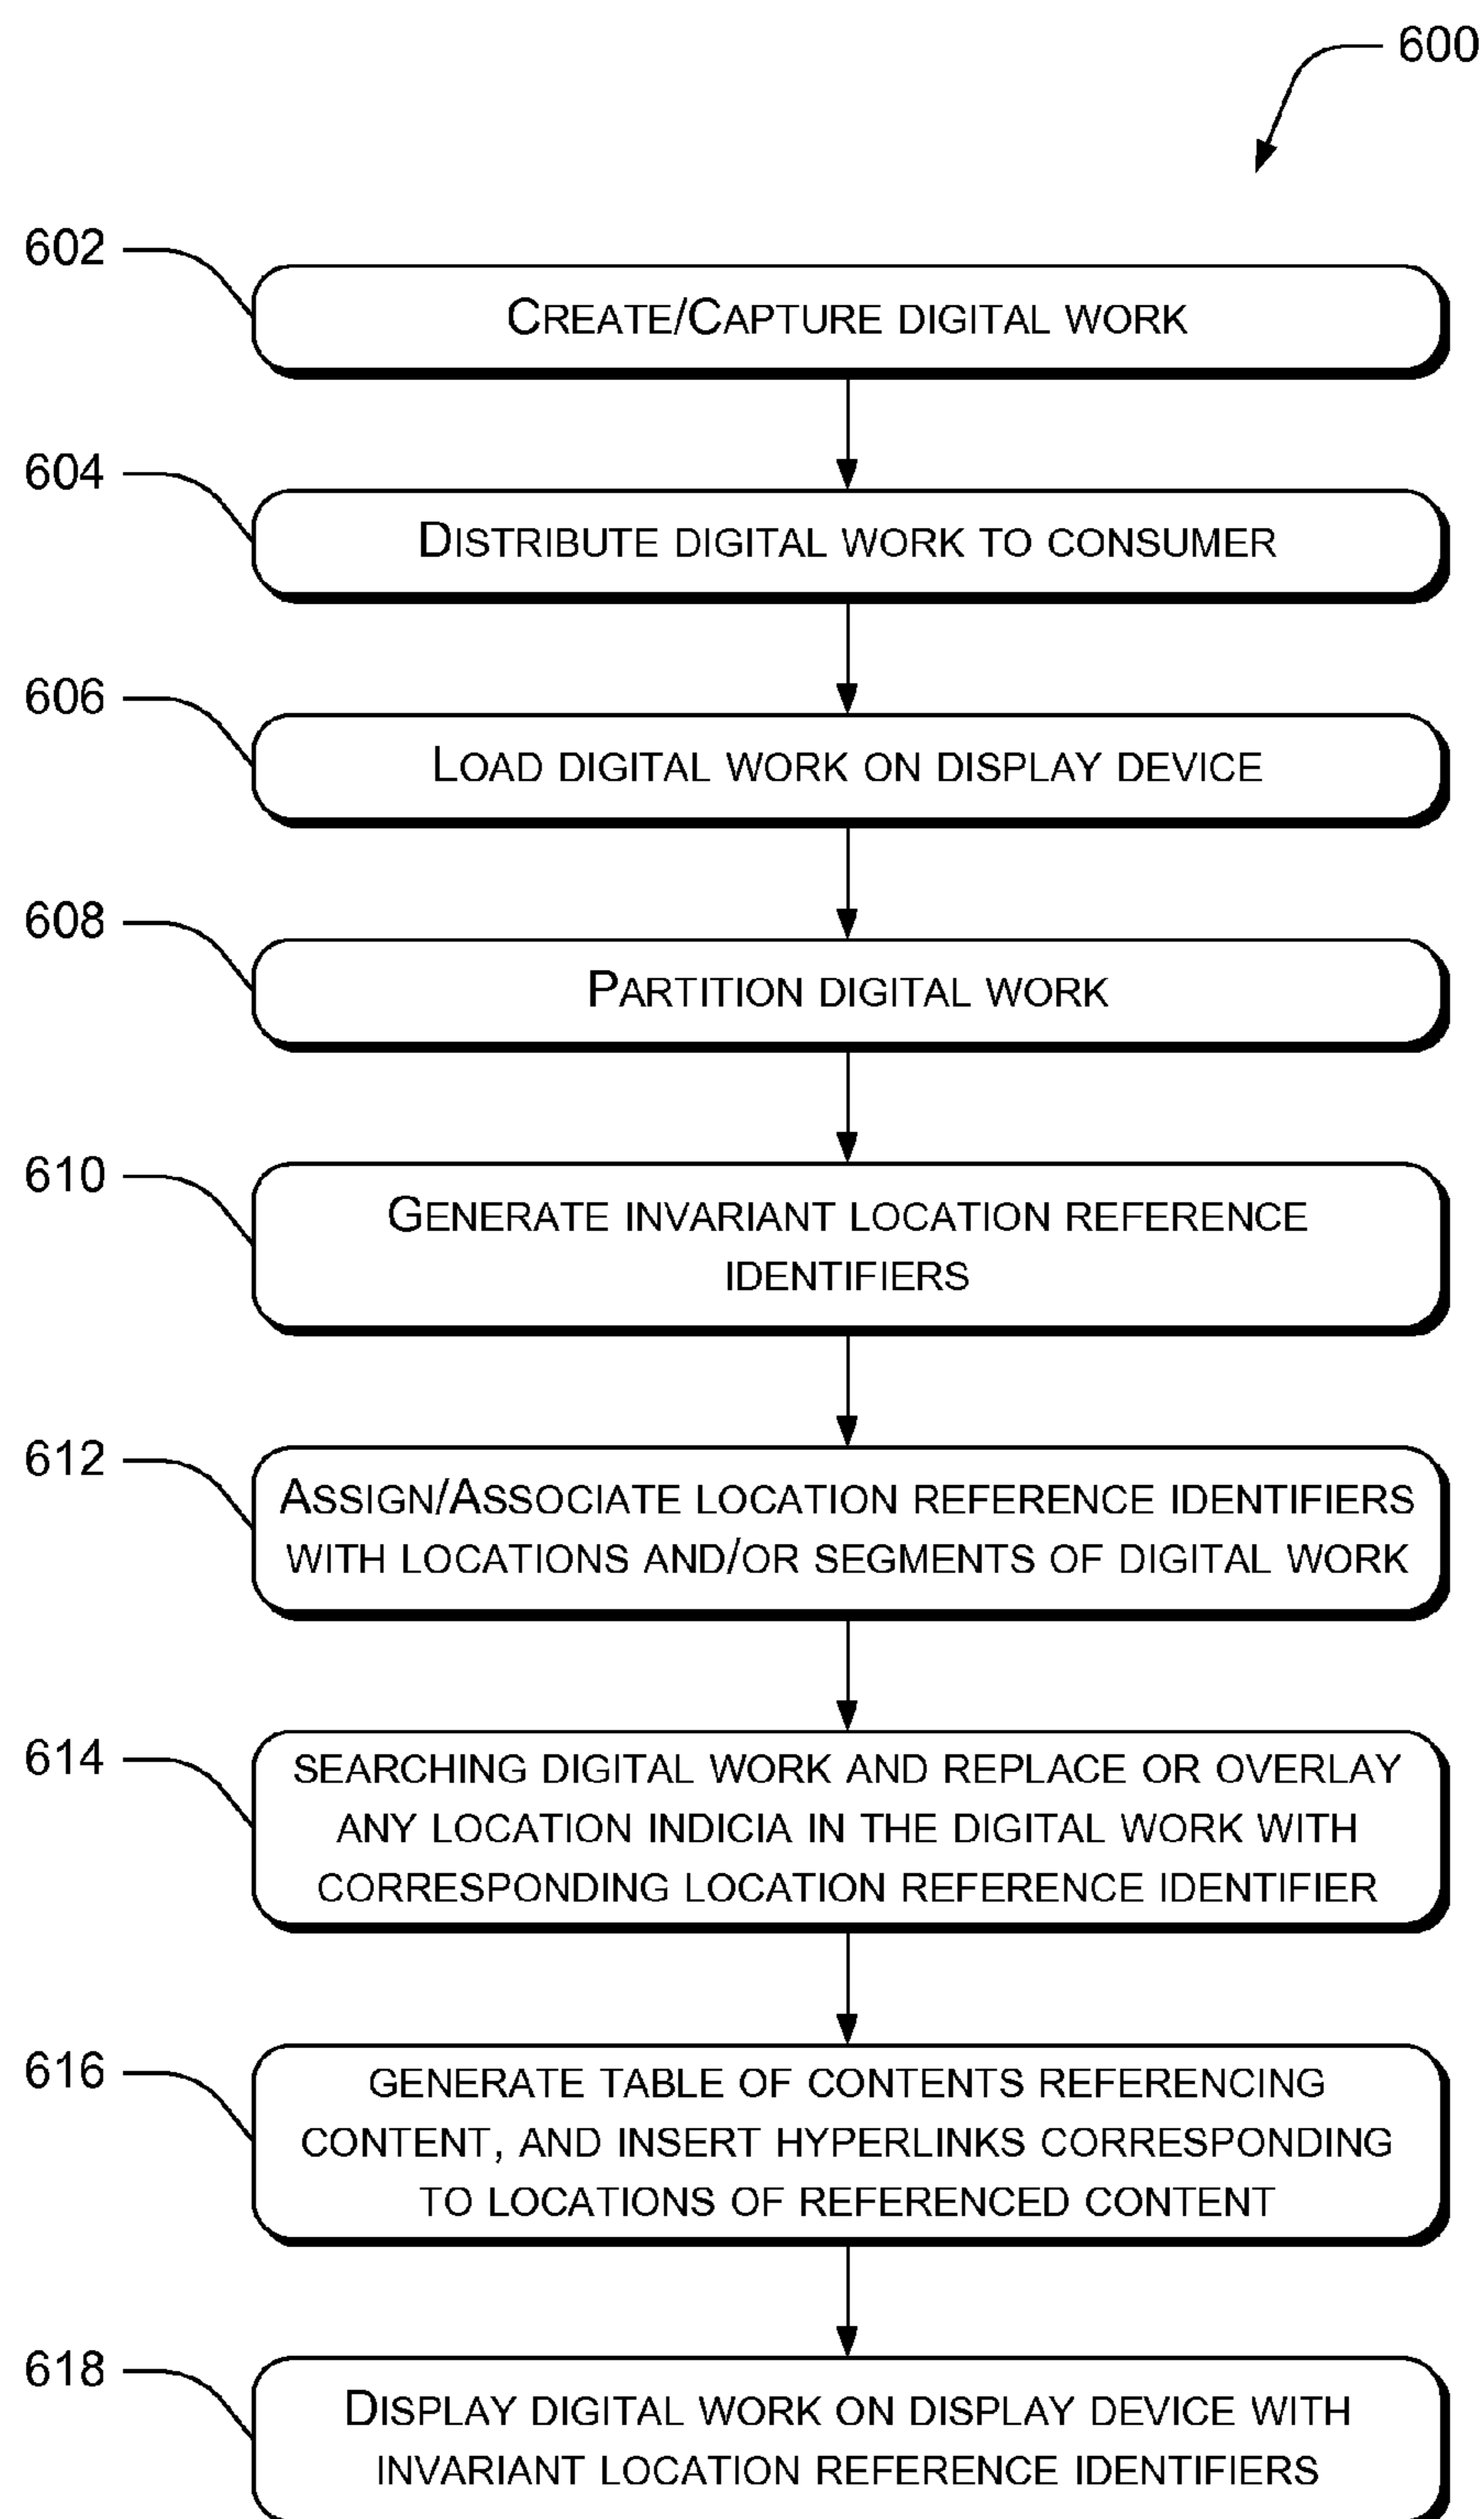 600
602
CREATE/CAPTURE DIGITAL WORK
604
DISTRIBUTE DIGITAL WORK TO CONSUMER
606
LOAD DIGITAL WORK ON DISPLAY DEVICE
608
PARTITION DIGITAL WORK
610
GENERATE INVARIANT LOCATION REFERENCE
IDENTIFIERS
612
ASSIGN/ASSOCIATE LOCATION REFERENCE IDENTIFIERS
WITH LOCATIONS AND/OR SEGMENTS OF DIGITAL WORK
614
SEARCHING DIGITAL WORK AND REPLACE OR OVERLAY
ANY LOCATION INDICIA IN THE DIGITAL WORK WITH
CORRESPONDING LOCATION REFERENCE IDENTIFIER
616
GENERATE TABLE OF CONTENTS REFERENCING
CONTENT, AND INSERT HYPERLINKS CORRESPONDING
TO LOCATIONS OF REFERENCED CONTENT
618
DISPLAY DIGITAL WORK ON DISPLAY DEVICE WITH
INVARIANT LOCATION REFERENCE IDENTIFIERS